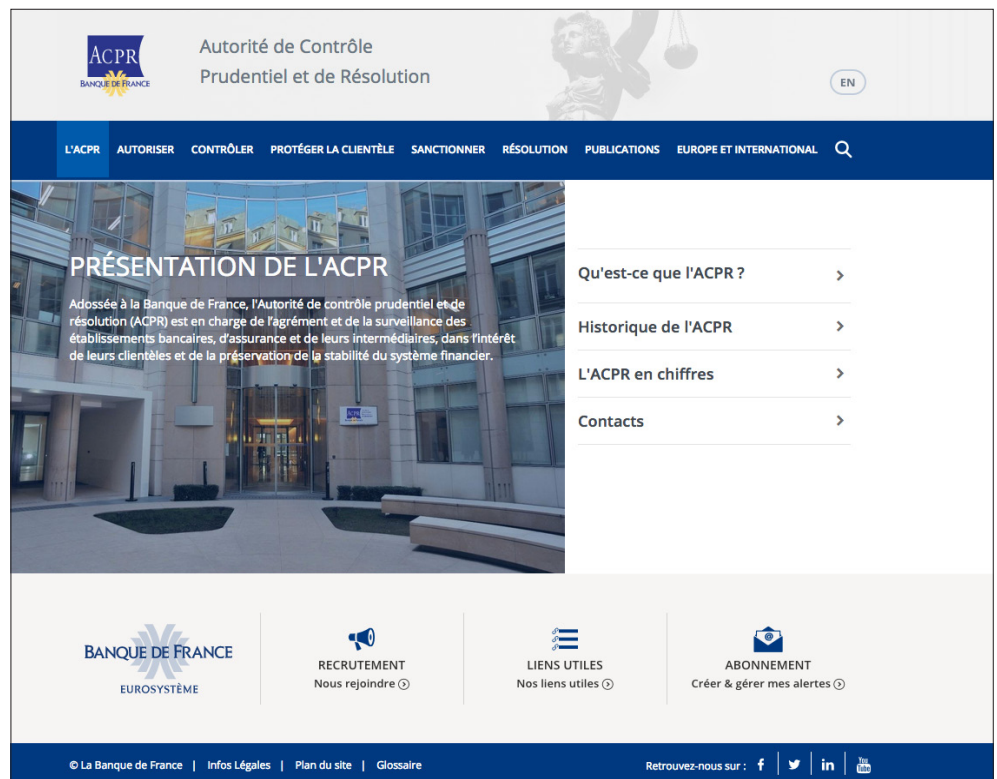 ACPR
BANQUE DE FRANCE
Autorité de Contrôle
Prudentiel et de Résolution
EN
L'ACPR AUTORISER CONTRÔLER PROTÉGER LA CLIENTÈLE SANCTIONNER RÉSOLUTION PUBLICATIONS EUROPE ET INTERNATIONAL
PRÉSENTATION DE L'ACPR
Adossée à la Banque de France, l'Autorité de contrôle prudentiel et de
résolution (ACPR) est en charge de l'agrément et de la surveillance des
établissements bancaires, d'assurance et de leurs intermédiaires, dans l'intérêt
de leurs clientèles et de la préservation de la stabilité du système financier.
ACPR
Qu'est-ce que l'ACPR ?
Historique de l'ACPR
L'ACPR en chiffres
Contacts
BANQUE DE FRANCE
EUROSYSTÈME
RECRUTEMENT
Nous rejoindre
LIENS UTILES
Nos liens utiles
ABONNEMENT
Créer & gérer mes alertes
© La Banque de France | Infos Légales | Plan du site | Glossaire
Retrouvez-nous sur : f in You Tube